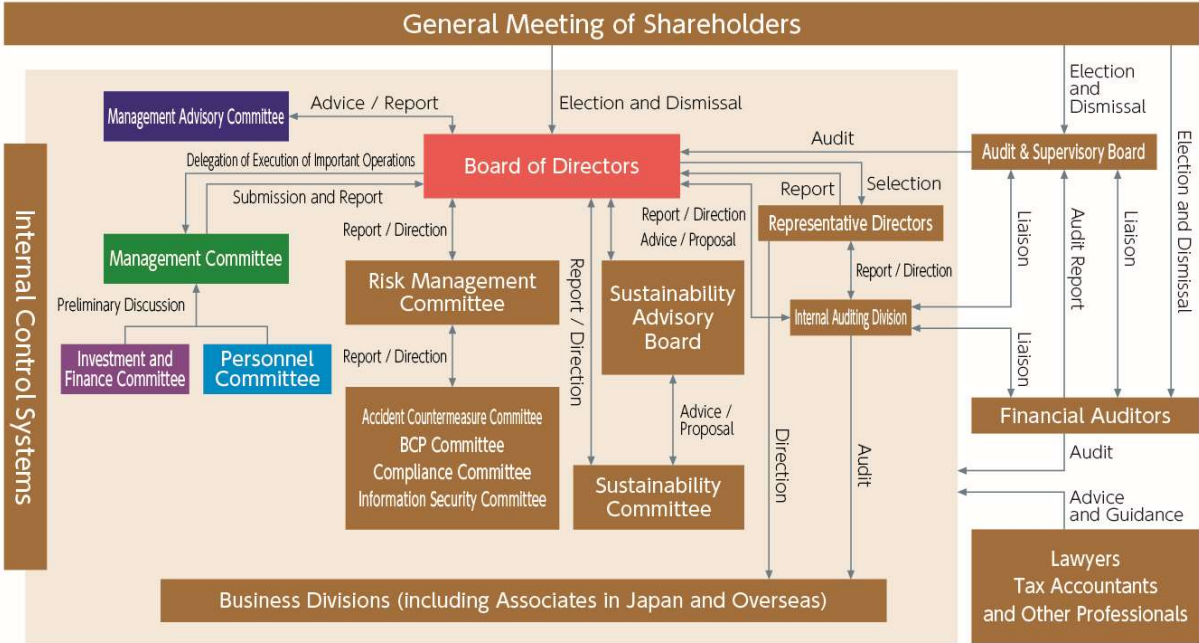 General Meeting of Shareholders
Internal Control Systems
Management Advisory Committee
Advice / Report
Election and Dismissal
Board of Directors
Delegation of Execution of Important Operations
Submission and Report
Management Committee
Preliminary Discussion
Investment and
Finance Committee
Personnel
Committee
Report / Direction
Risk Management
Committee
Report / Direction
Accident Countermeasure Committee
BCP Committee
Compliance Committee
Information Security Committee
Report / Direction
Report / Direction
Advice / Proposal
Sustainability
Advisory
Board
Advice /
Proposal
Sustainability
Committee
Audit
Selection
Report
Representative Directors
Report / Direction
Internal Auditing Division
Direction
Audit
Business Divisions (including Associates in Japan and Overseas)
Election
and
Dismissal
Audit & Supervisory Board
Election and Dismissal
Liaison
Audit Report
Liaison
Liaison
Financial Auditors
Audit
Advice
and Guidance
Lawyers
Tax Accountants
and Other Professionals